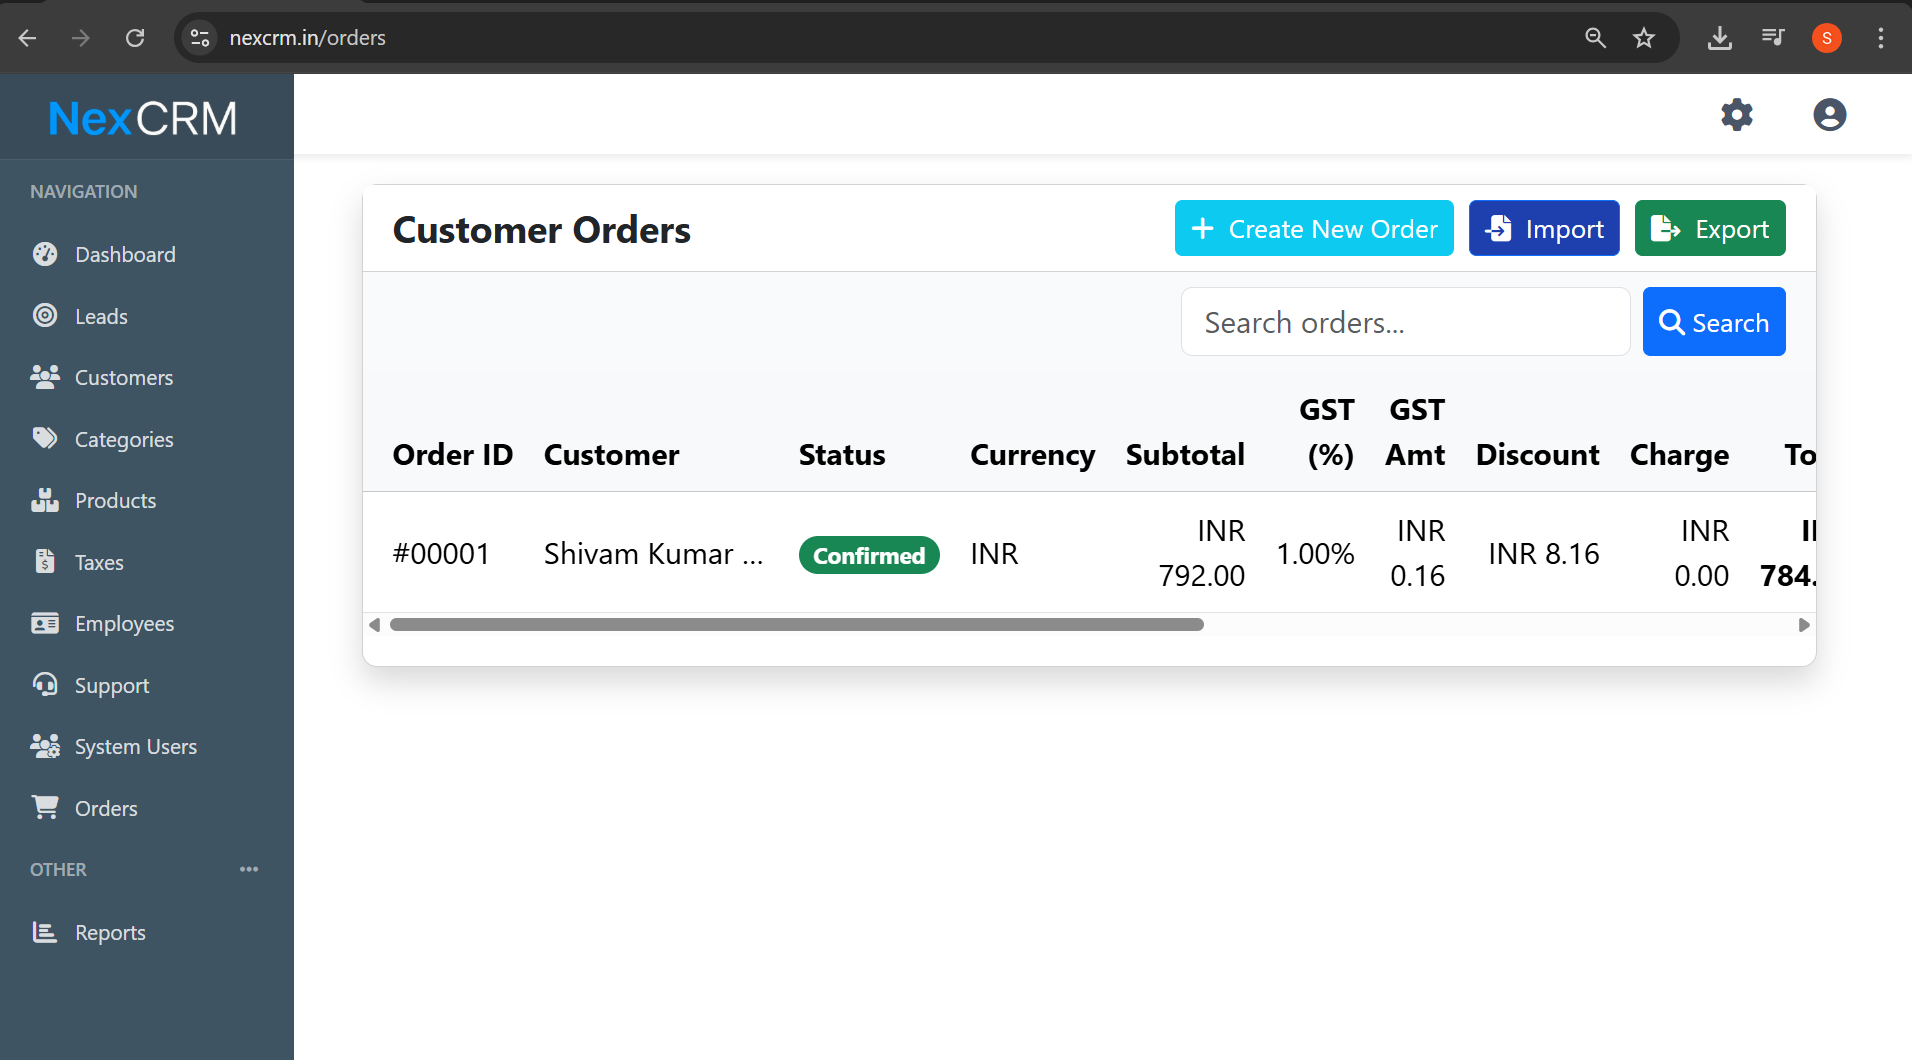 nexcrm.in/orders
S
NexCRM
NAVIGATION
Dashboard
Leads
Customers
Categories
Products
Taxes
Employees
Support
System Users
Orders
OTHER
Reports
Customer Orders
Create New Order
Import
Export
Search orders...
Search
Order ID Customer Status Currency Subtotal GST (%) GST Amt Discount Charge To
#00001 Shivam Kumar ... Confirmed INR INR 792.00 1.00% INR 0.16 INR 8.16 INR 0.00 784.